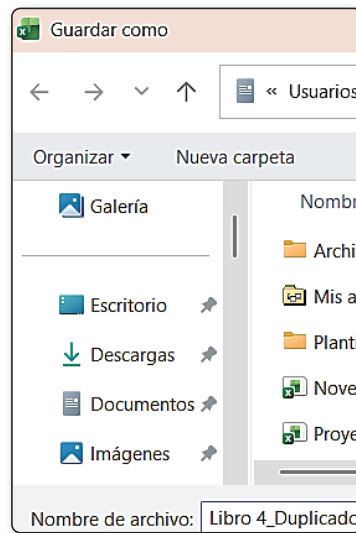 Guardar como
« Usuarios
Organizar Nueva carpeta
Galería
Nombr
Archi
Escritorio
Mis a
Descargas
Planti
Documentos
Nove
Imágenes
Proye
Nombre de archivo: Libro 4_Duplicado